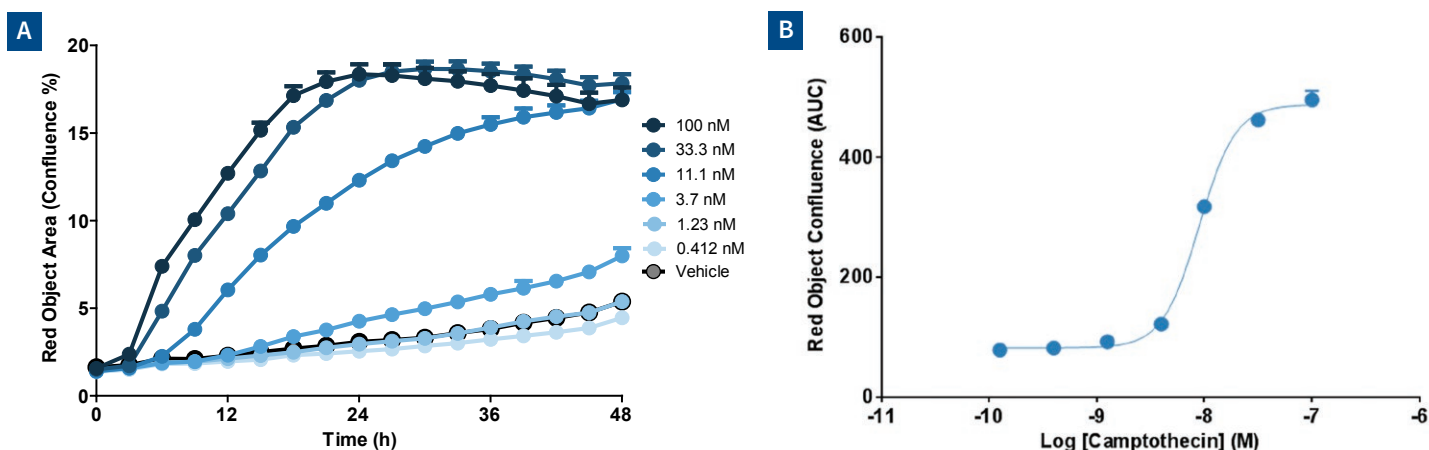 A
Red Object Area (Confluence %)
20
15
10
5
0
0 12 24 36 48
Time (h)
100 nM
33.3 nM
11.1 nM
3.7 nM
1.23 nM
0.412 nM
Vehicle
B
Red Object Confluence (AUC)
600
400
200
0
-11 -10 -9 -8 -7 -6
Log [Camptothecin] (M)